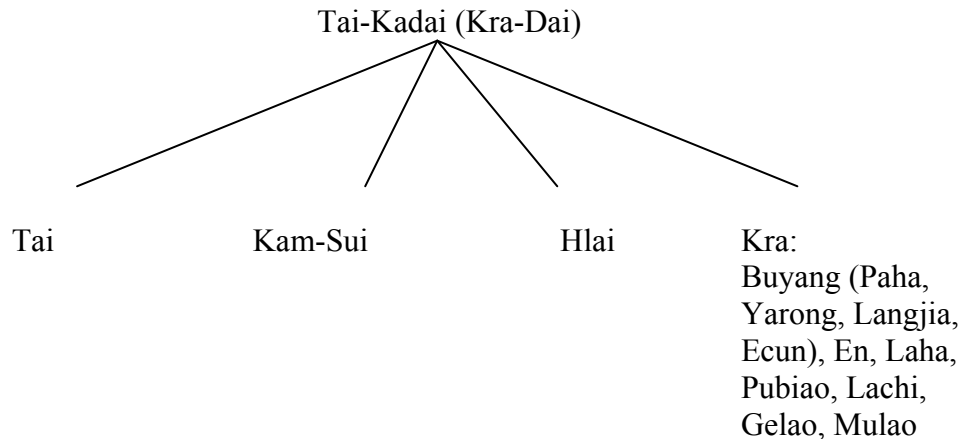 Tai-Kadai (Kra-Dai)
Tai
Kam-Sui
Hlai
Kra:
Buyang (Paha,
Yarong, Langjia,
Ecun), En, Laha,
Pubiao, Lachi,
Gelao, Mulao